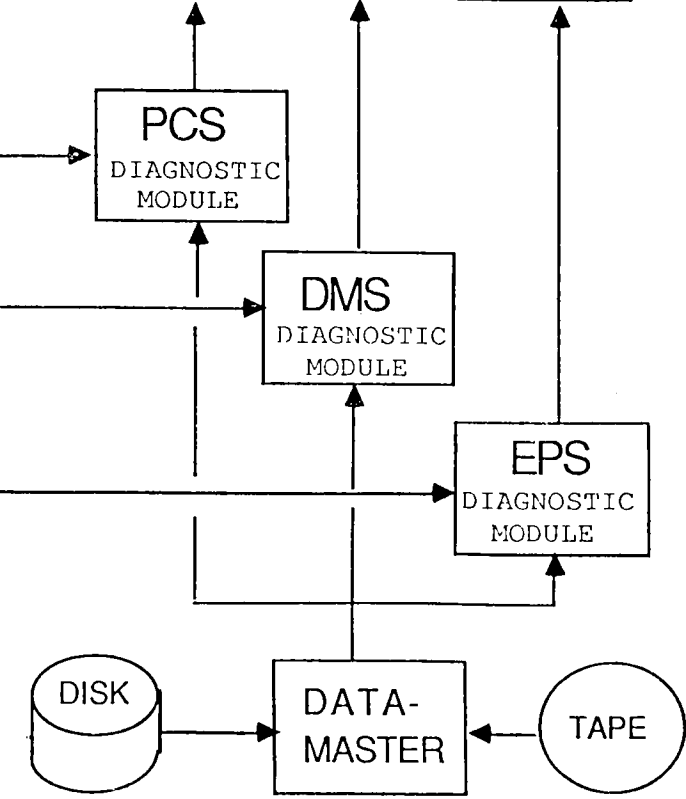 PCS
DIAGNOSTIC
MODULE
DMS
DIAGNOSTIC
MODULE
EPS
DIAGNOSTIC
MODULE
DISK
DATA-
MASTER
TAPE